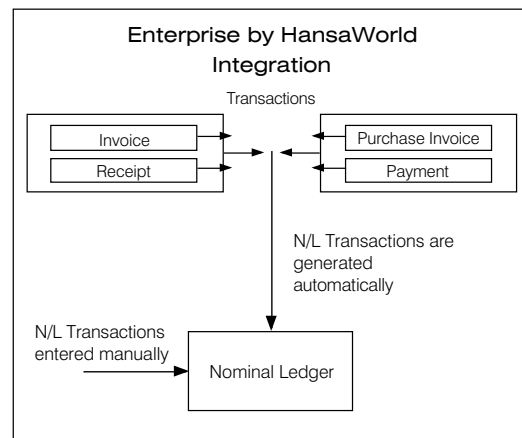 Enterprise by HansaWorld
Integration
Transactions
Invoice
Receipt
Purchase Invoice
Payment
N/L Transactions are
generated
automatically
N/L Transactions
entered manually
Nominal Ledger